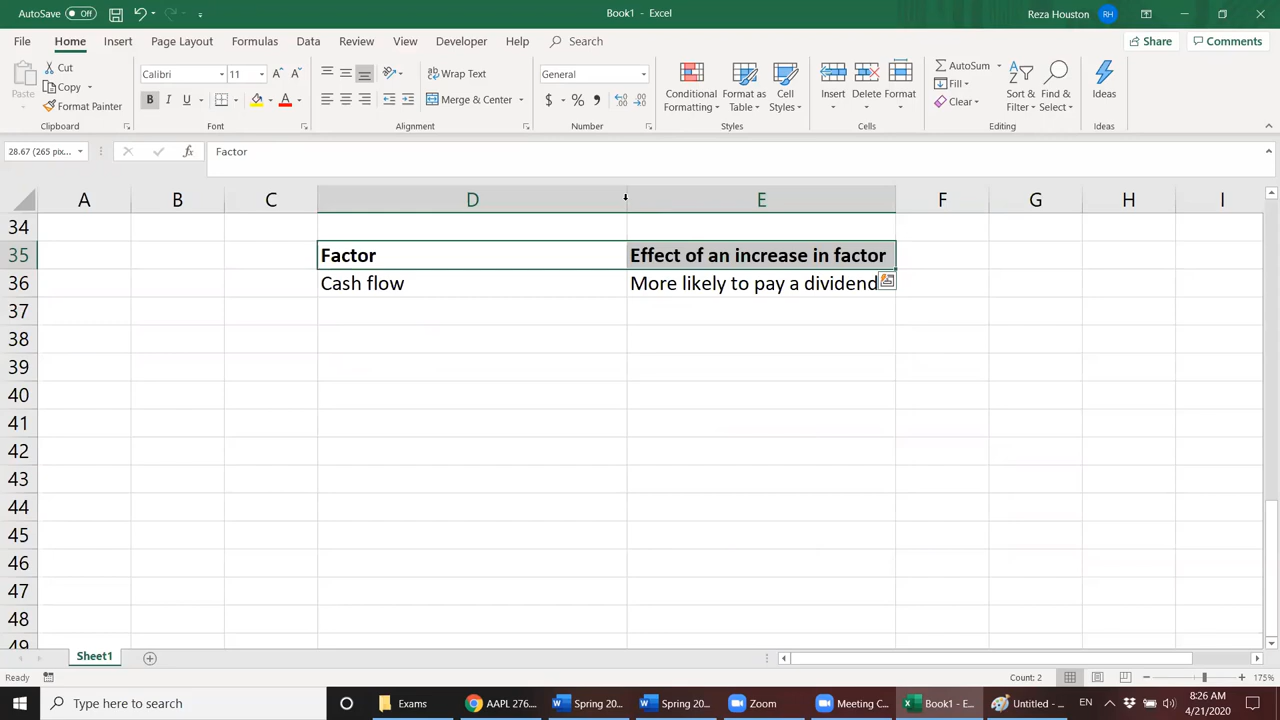 AutoSave Off
Book1 - Excel
Reza Houston RH
File Home Insert Page Layout Formulas Data Review View Developer Help Search Share Comments
Paste Cut Copy Format Painter Clipboard
Calibri 11 B I U A A A Font
Wrap Text Merge & Center Alignment
General $ % , Number
Conditional Formatting Format as Table Cell Styles Styles
Insert Delete Format Cells
AutoSum Fill Clear Sort & Filter Find & Select Editing
Ideas Ideas
28.67 (265 pix... fx Factor
A B C D E F G H I
34
35 Factor Effect of an increase in factor
36 Cash flow More likely to pay a dividend
37
38
39
40
41
42
43
44
45
46
47
48
49
Sheet1
Ready Count: 2 175%
Type here to search Exams AAPL 276.... Spring 20... Spring 20... Zoom Meeting C... Book1 - E... Untitled - ... EN 8:26 AM
4/21/2020